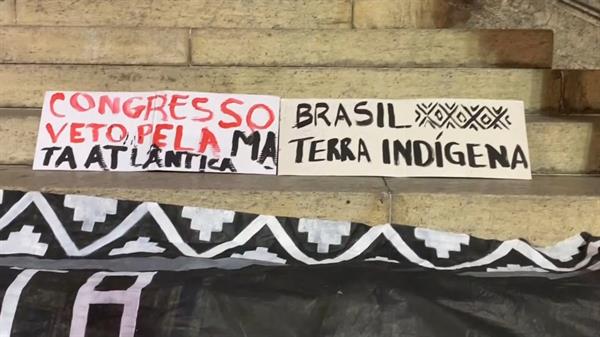 CONGRESSO
VETO PELA MA
TA ATLÂNTICA
BRASIL
TERRA INDÍGENA